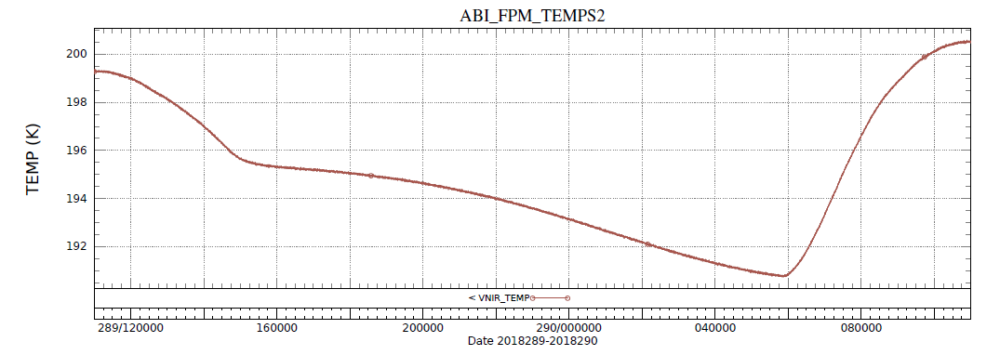 ABI_FPM_TEMPS2
TEMP (K)
200
198
196
194
192
< VNIR_TEMP
289/120000 160000 200000 290/000000 040000 080000
Date 2018289-2018290